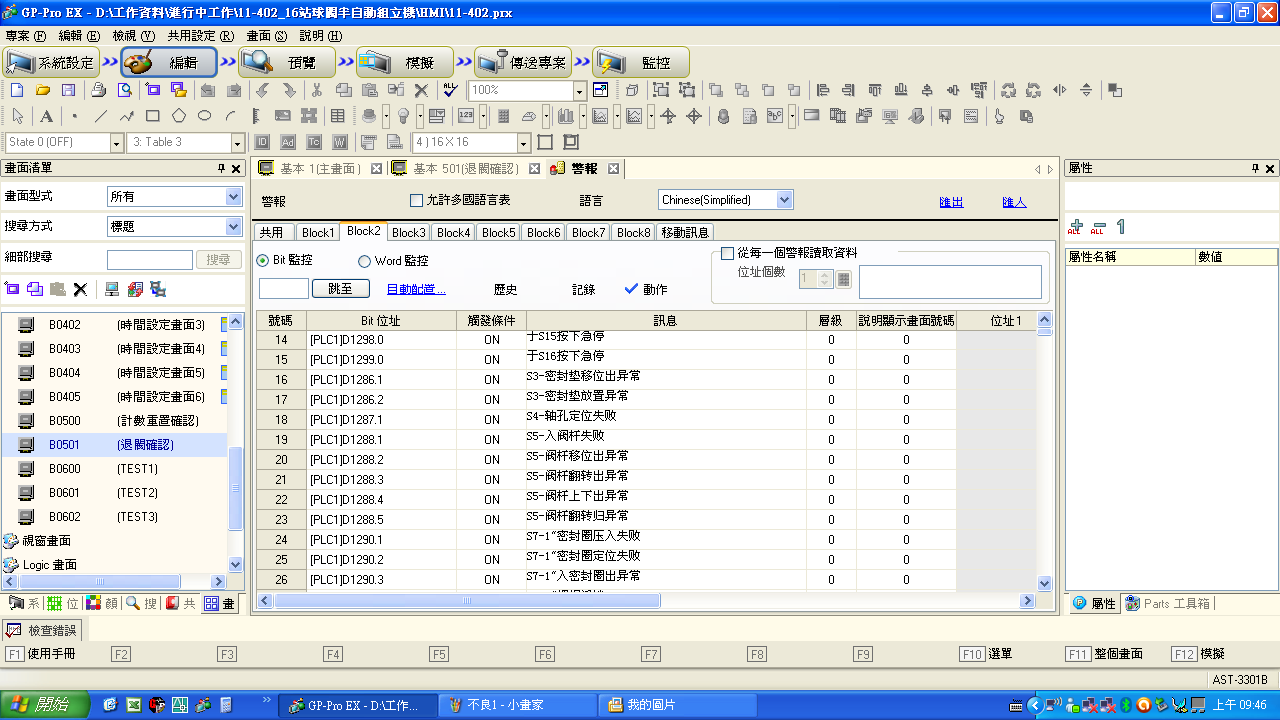 GP-Pro EX - D:\工作資料\進行中工作\11-402_16站球閥半自動組立機\HMI\11-402.prx
專案 (F) 編輯 (E) 檢視 (Y) 共用設定 (R) 畫面 (S) 說明 (H)
系統設定 編輯 預覽 模擬 傳送專案 監控
100%
State 0 (OFF) 3: Table 3 ID Ad Tc W 4 ) 16 X 16
畫面清單
基本 1(主畫面) 基本 501(退閥確認) 警報
屬性
畫面型式 所有
搜尋方式 標題
細部搜尋 搜尋
警報 允許多國語言表 語言 Chinese(Simplified) 匯出 匯入
共用 Block1 Block2 Block3 Block4 Block5 Block6 Block7 Block8 移動訊息
Bit 監控 Word 監控
從每一個警報讀取資料
位址個數 1
跳至 自動配置... 歷史 記錄 動作
ALL ALL
屬性名稱 數值
號碼 Bit 位址 觸發條件 訊息 層級 說明顯示畫面號碼 位址 1
14 [PLC1]D1298.0 ON 于S15按下急停 0 0
15 [PLC1]D1299.0 ON 于S16按下急停 0 0
16 [PLC1]D1286.1 ON S3-密封垫移位出异常 0 0
17 [PLC1]D1286.2 ON S3-密封垫放置异常 0 0
18 [PLC1]D1287.1 ON S4-轴孔定位失败 0 0
19 [PLC1]D1288.1 ON S5-入阀杆失败 0 0
20 [PLC1]D1288.2 ON S5-阀杆移位出异常 0 0
21 [PLC1]D1288.3 ON S5-阀杆翻转出异常 0 0
22 [PLC1]D1288.4 ON S5-阀杆上下出异常 0 0
23 [PLC1]D1288.5 ON S5-阀杆翻转归异常 0 0
24 [PLC1]D1290.1 ON S7-1"密封圈压入失败 0 0
25 [PLC1]D1290.2 ON S7-1"密封圈定位失败 0 0
26 [PLC1]D1290.3 ON S7-1"入密封圈出异常 0 0
B0402 (時間設定畫面3)
B0403 (時間設定畫面4)
B0404 (時間設定畫面5)
B0405 (時間設定畫面6)
B0500 (計數重置確認)
B0501 (退閥確認)
B0600 (TEST1)
B0601 (TEST2)
B0602 (TEST3)
視窗畫面
Logic 畫面
系 位 顏 搜 共 畫
屬性 Parts 工具箱
檢查錯誤
F1 使用手冊 F2 F3 F4 F5 F6 F7 F8 F9 F10 選單 F11 整個畫面 F12 模擬
AST-3301B
開始 GP-Pro EX - D:\工作... 不良1 - 小畫家 我的圖片 上午 09:46